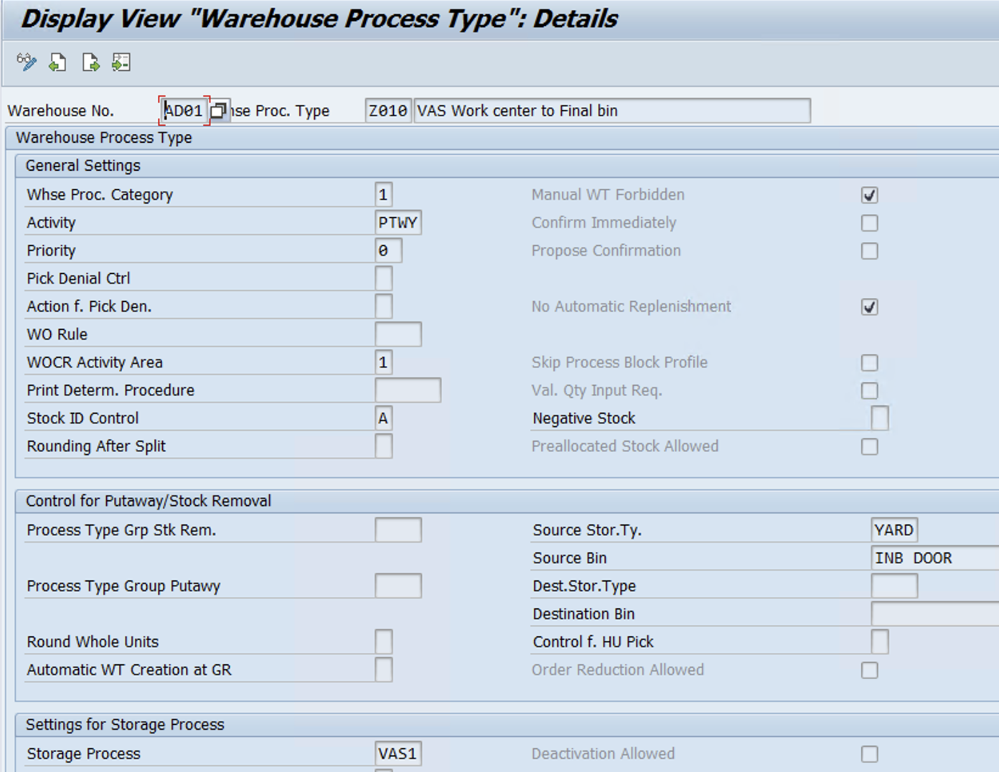 Display View "Warehouse Process Type": Details
Warehouse No. AD01 nse Proc. Type Z010 VAS Work center to Final bin
Warehouse Process Type
General Settings
Whse Proc. Category 1 Manual WT Forbidden
Activity PTWY Confirm Immediately
Priority 0 Propose Confirmation
Pick Denial Ctrl
Action f. Pick Den. No Automatic Replenishment
WO Rule
WOCR Activity Area 1 Skip Process Block Profile
Print Determ. Procedure Val. Qty Input Req.
Stock ID Control A Negative Stock
Rounding After Split Preallocated Stock Allowed
Control for Putaway/Stock Removal
Process Type Grp Stk Rem. Source Stor.Ty. YARD
Source Bin INB DOOR
Process Type Group Putawy Dest.Stor.Type
Destination Bin
Round Whole Units Control f. HU Pick
Automatic WT Creation at GR Order Reduction Allowed
Settings for Storage Process
Storage Process VAS1 Deactivation Allowed